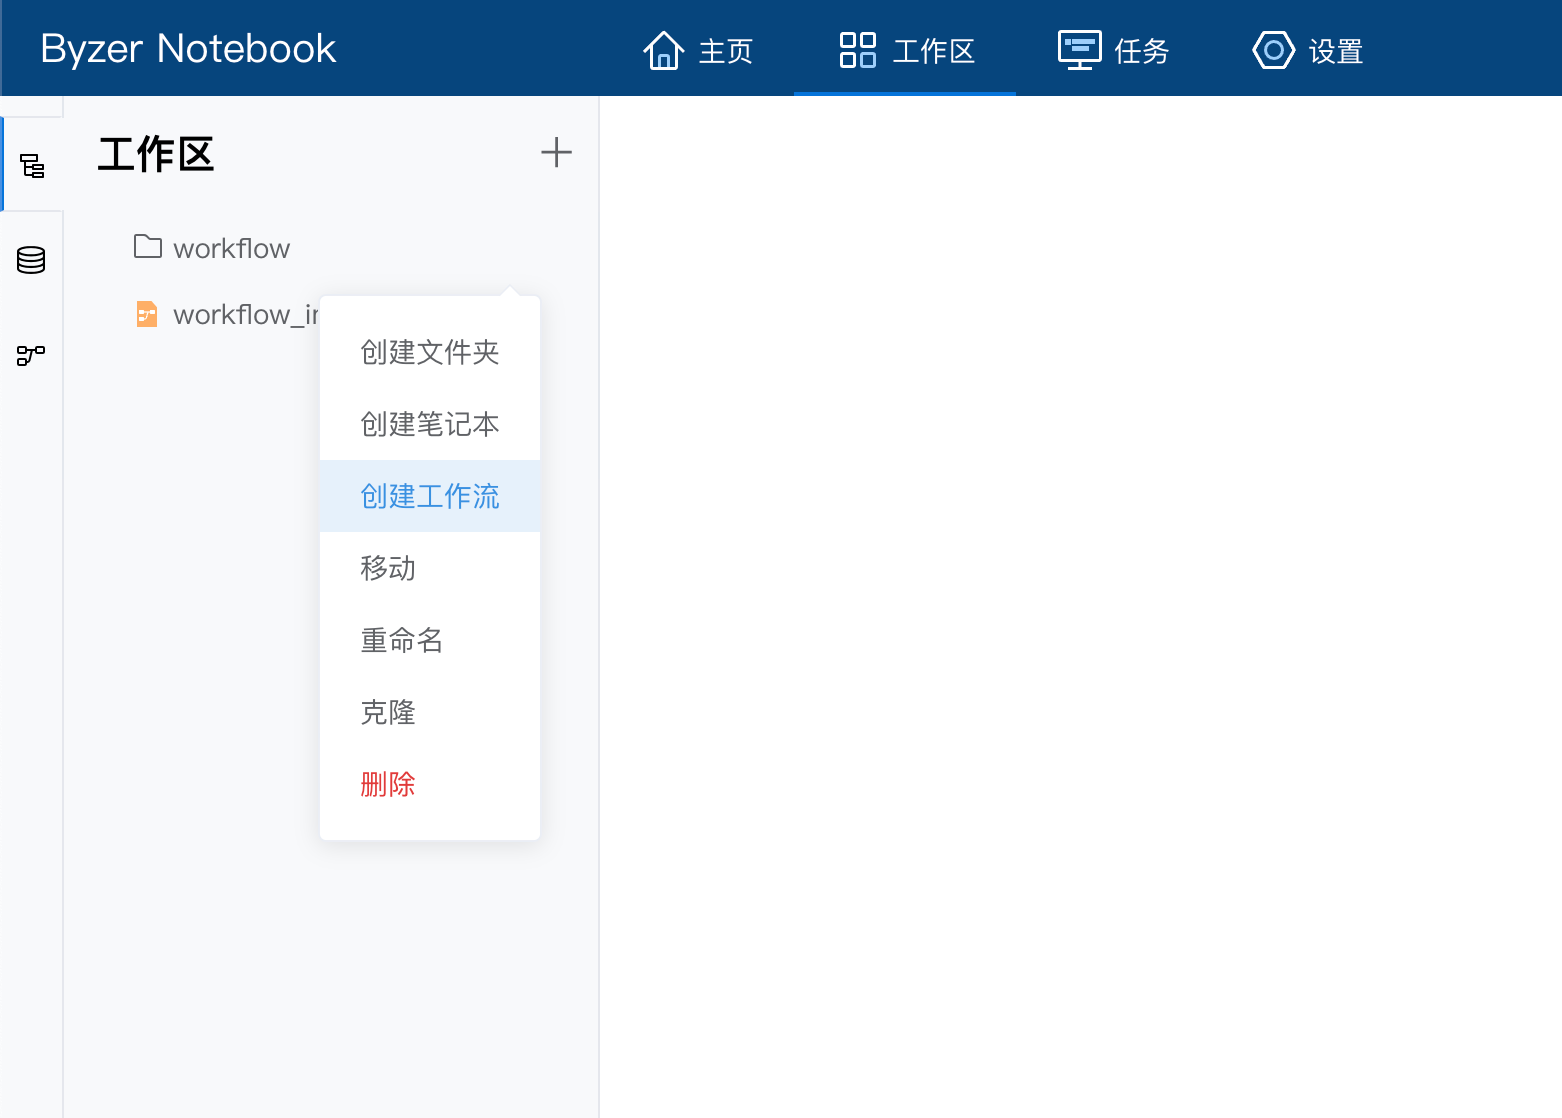 Byzer Notebook
主页
工作区
任务
设置
工作区
workflow
workflow_i
创建文件夹
创建笔记本
创建工作流
移动
重命名
克隆
删除